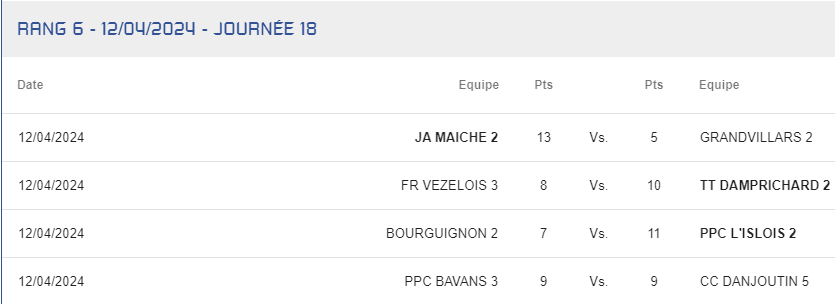 RANG 6 - 12/04/2024 - JOURNÉE 18
Date Equipe Pts Pts Equipe
12/04/2024 JA MAICHE 2 13 Vs. 5 GRANDVILLARS 2
12/04/2024 FR VEZELOIS 3 8 Vs. 10 TT DAMPRICHARD 2
12/04/2024 BOURGUIGNON 2 7 Vs. 11 PPC L'ISLOIS 2
12/04/2024 PPC BAVANS 3 9 Vs. 9 CC DANJOUTIN 5